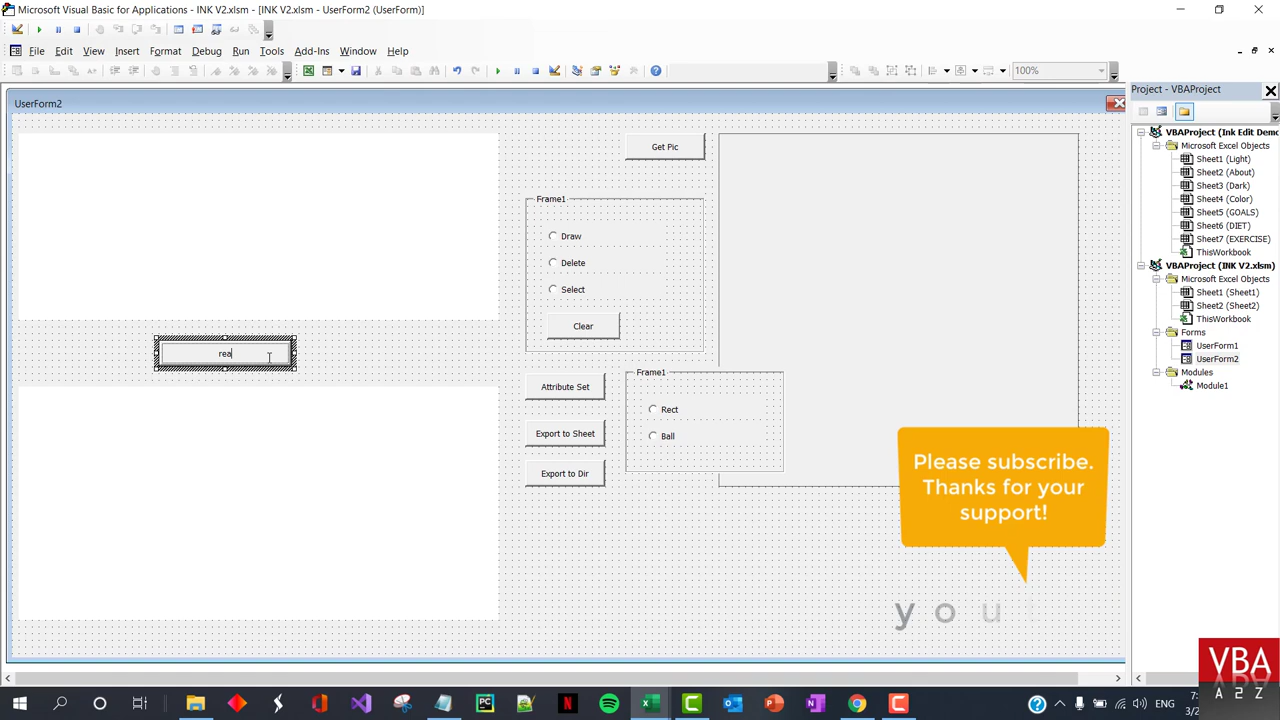 Microsoft Visual Basic for Applications - INK V2.xlsm - [INK V2.xlsm - UserForm2 (UserForm)]
File Edit View Insert Format Debug Run Tools Add-Ins Window Help
100%
UserForm2
Get Pic
Frame1
Draw
Delete
Select
Clear
rea
Attribute Set
Export to Sheet
Export to Dir
Frame1
Rect
Ball
Project - VBAProject
VBAProject (Ink Edit Demo
Microsoft Excel Objects
Sheet1 (Light)
Sheet2 (About)
Sheet3 (Dark)
Sheet4 (Color)
Sheet5 (GOALS)
Sheet6 (DIET)
Sheet7 (EXERCISE)
ThisWorkbook
VBAProject (INK V2.xlsm)
Microsoft Excel Objects
Sheet1 (Sheet1)
Sheet2 (Sheet2)
ThisWorkbook
Forms
UserForm1
UserForm2
Modules
Module1
Please subscribe.
Thanks for your
support!
you
VBA
A 2 Z
ENG